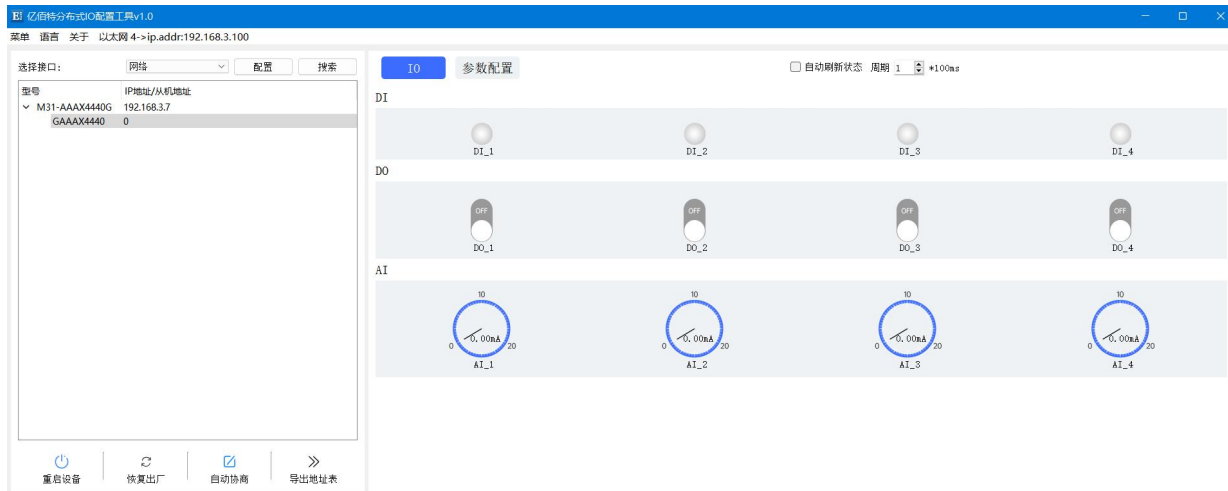 EI 亿佰特分布式IO配置工具v1.0
菜单 语言 关于 以太网 4->ip.addr:192.168.3.100
选择接口: 网络 配置 搜索
型号 IP地址/从机地址
M31-AAAX4440G 192.168.3.7
GAAAX4440 0
重启设备 恢复出厂 自动协商 导出地址表
IO 参数配置 自动刷新状态 周期 1 *100ms
DI
DI_1 DI_2 DI_3 DI_4
DO
OFF OFF OFF OFF
DO_1 DO_2 DO_3 DO_4
AI
10 10 10 10
0.00mA 0.00mA 0.00mA 0.00mA
0 20 0 20 0 20 0 20
AI_1 AI_2 AI_3 AI_4